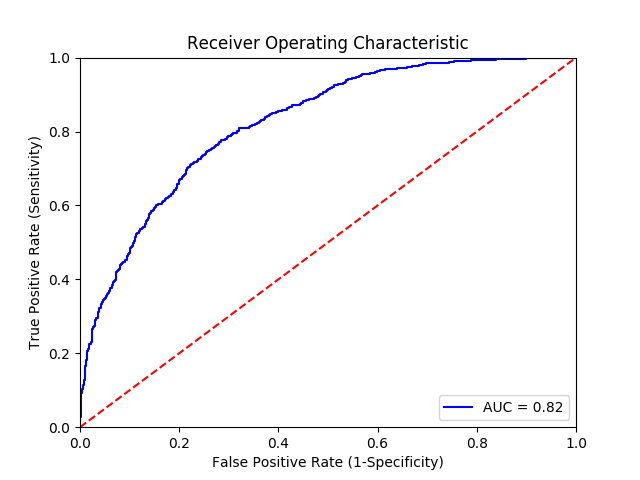 Receiver Operating Characteristic
True Positive Rate (Sensitivity)
1.0
0.8
0.6
0.4
0.2
0.0
0.0 0.2 0.4 0.6 0.8 1.0
False Positive Rate (1-Specificity)
AUC = 0.82